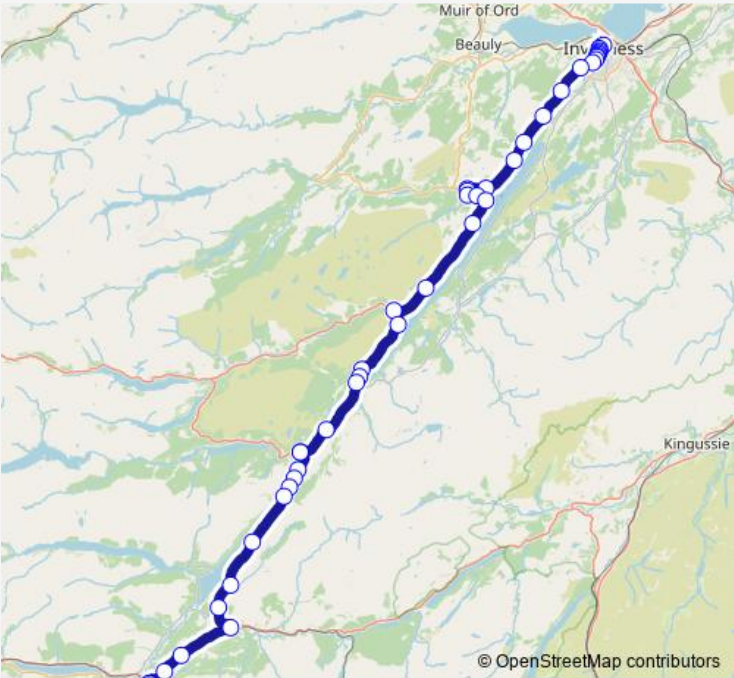 Muir of Ord
Beauly
Inverness
Kingussie
© OpenStreetMap contributors